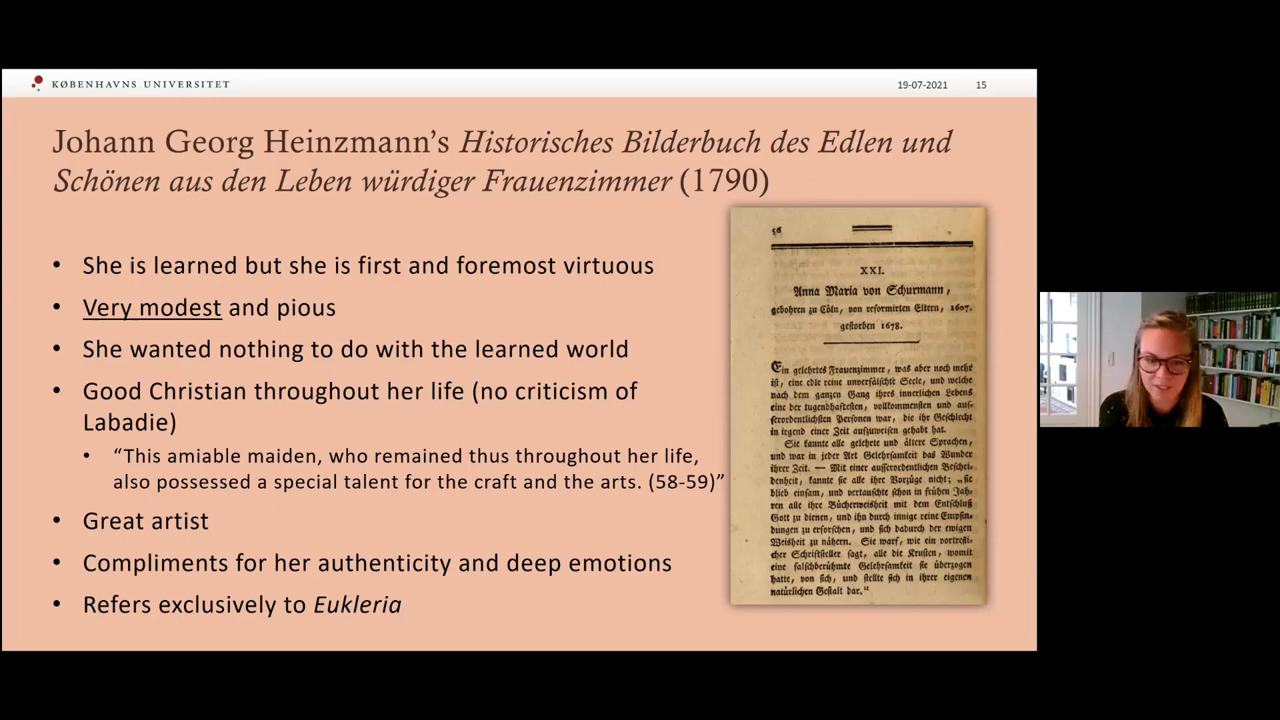 KØBENHAVNS UNIVERSITET
19-07-2021 15
Johann Georg Heinzmann’s Historisches Bilderbuch des Edlen und
Schönen aus den Leben würdiger Frauenzimmer (1790)
• She is learned but she is first and foremost virtuous
• Very modest and pious
• She wanted nothing to do with the learned world
• Good Christian throughout her life (no criticism of
Labadie)
• “This amiable maiden, who remained thus throughout her life,
also possessed a special talent for the craft and the arts. (58-59)”
• Great artist
• Compliments for her authenticity and deep emotions
• Refers exclusively to Eukleria
56
XXI.
Anna Maria von Schurmann,
gebohren zu Cöln, von reformirten Eltern, 1607.
gestorben 1678.
Ein gelehrtes Frauenzimmer, was aber noch mehr
ist, eine edle reine unverfälschte Seele, und welche
nach dem ganzen Gang ihres innerlichen Lebens
eine der tugendhaftesten, vollkommensten und aus-
serordentlichsten Personen war, die ihr Geschlecht
in irgend einer Zeit aufzuweisen gehabt hat.
Sie kannte alle gelehrte und ältere Sprachen,
und war in jeder Art Gelehrsamkeit das Wunder
ihrer Zeit. — Mit einer ausserordentlichen Beschei-
denheit, kannte sie alle ihre Vorzüge nicht; „sie
blieb einsam, und vertauschte schon in frühen Jah-
ren alle ihre Bücherweisheit mit dem Entschluß
Gott zu dienen, und ihn durch innige reine Empfin-
dungen zu erforschen, und sich dadurch der ewigen
Weisheit zu nähern. Sie warf, wie ein vortrefli-
cher Schriftsteller sagt, alle die Krusten, womit
eine falschberühmte Gelehrsamkeit sie überzogen
hatte, von sich, und stellte sich in ihrer eigenen
natürlichen Gestalt dar.“